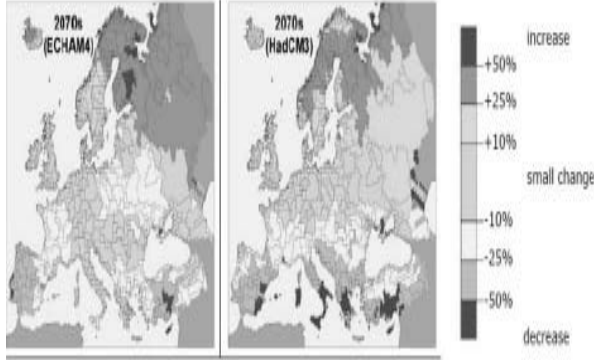 2070s
(ECHAM4)
2070s
(HadCM3)
increase
+50%
+25%
+10%
small change
-10%
-25%
-50%
decrease